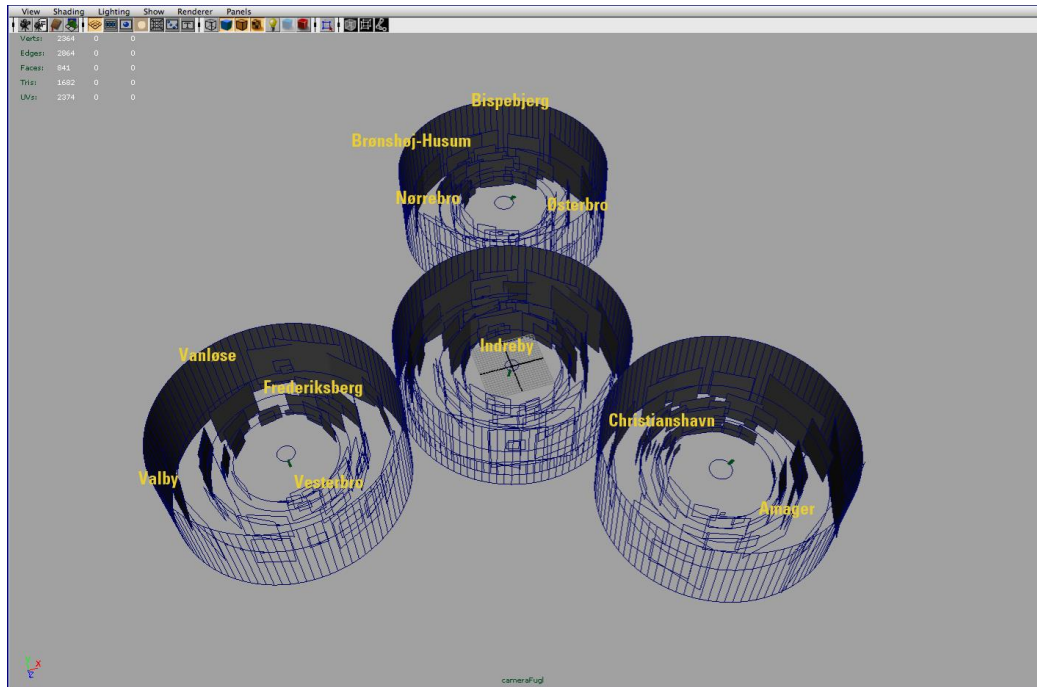 View Shading Lighting Show Renderer Panels
Verts: 2364 0 0
Edges: 2864 0 0
Faces: 841 0 0
Tris: 1682 0 0
UVs: 2374 0 0
Bispebjerg
Brønshøj-Husum
Nørrebro
Østerbro
Indreby
Vanløse
Frederiksberg
Christianshavn
Valby
Vesterbro
Amager
Y
X
Z
cameraFugl